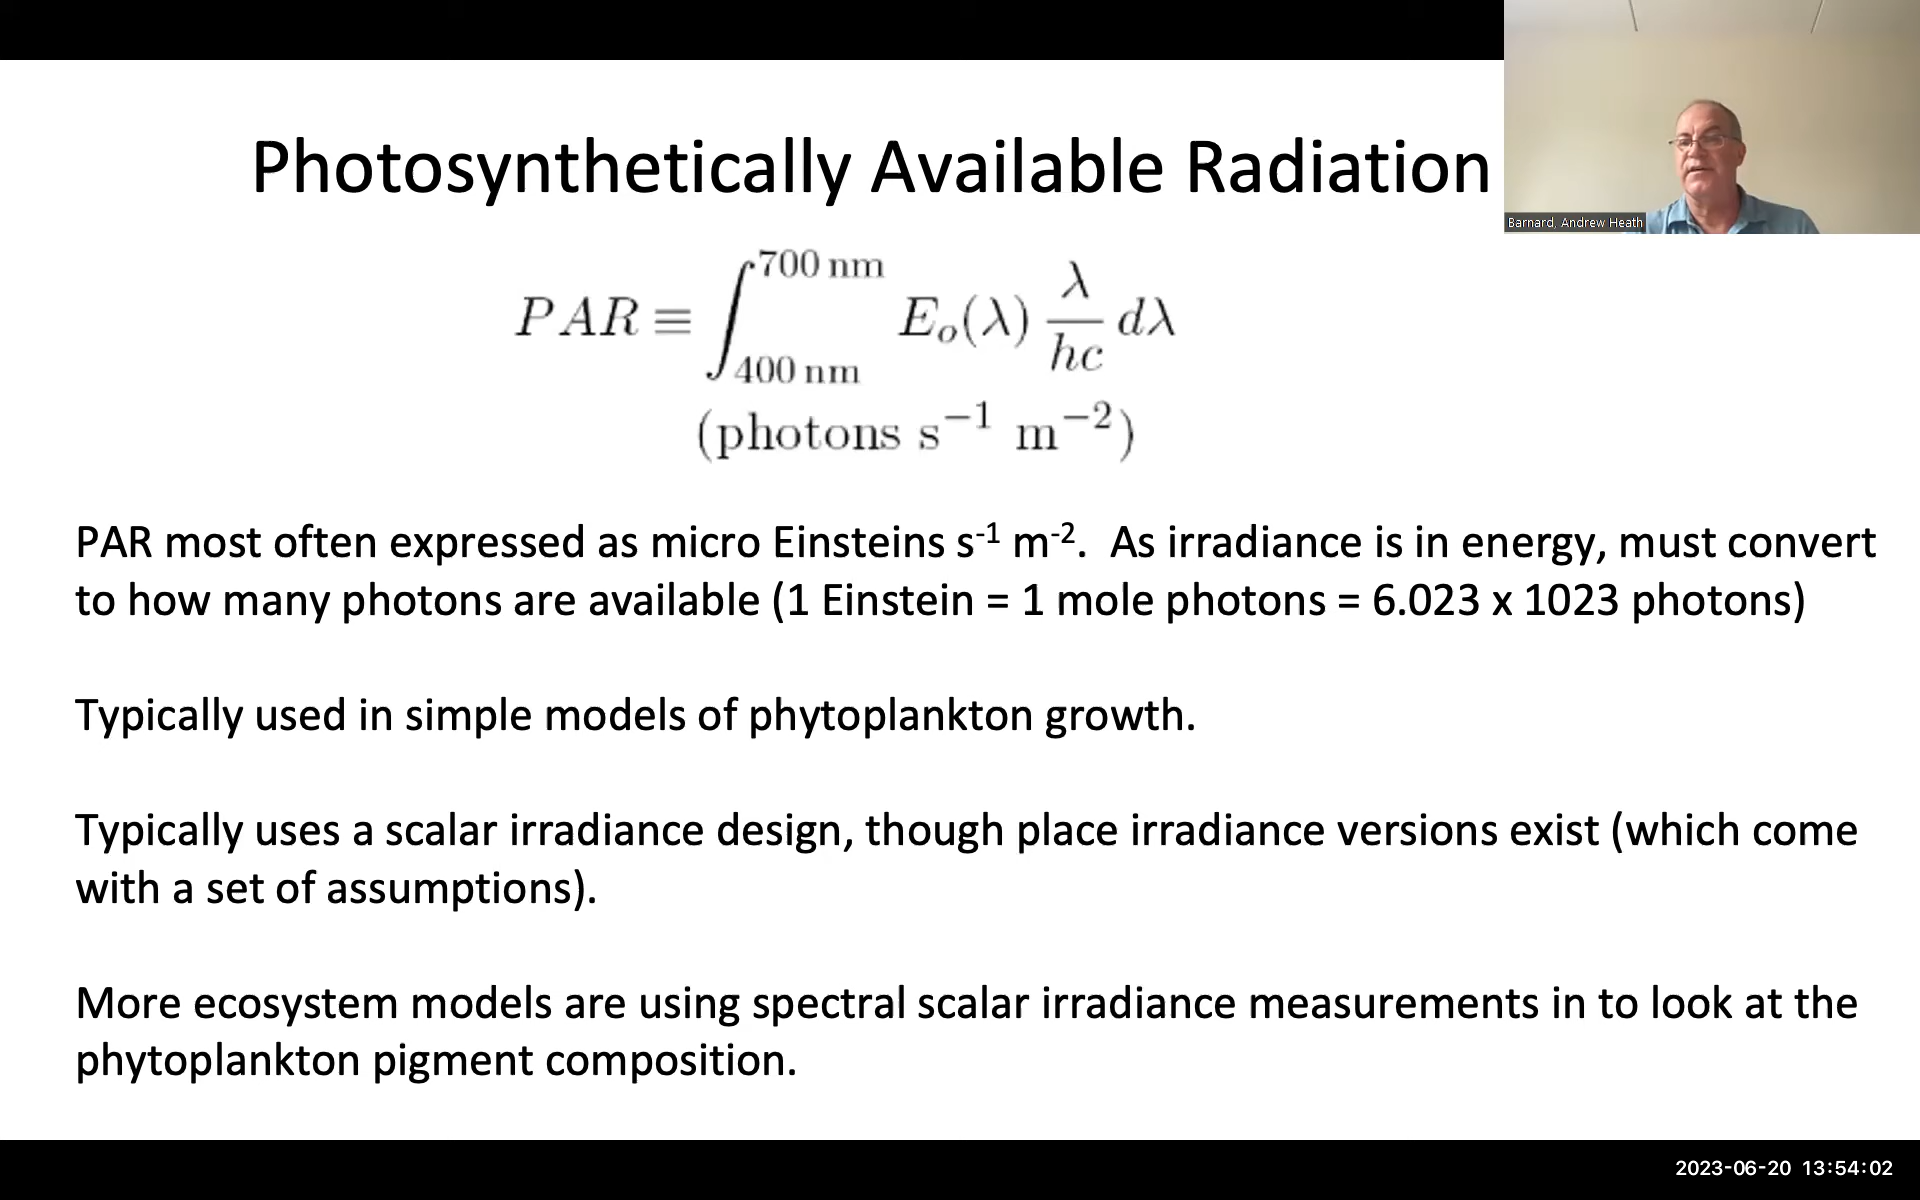 Photosynthetically Available Radiation
Barnard, Andrew Heath
PAR ≡ ∫_{400 nm}^{700 nm} E_o(λ) λ/hc dλ
(photons s⁻¹ m⁻²)
PAR most often expressed as micro Einsteins s⁻¹ m⁻². As irradiance is in energy, must convert
to how many photons are available (1 Einstein = 1 mole photons = 6.023 x 1023 photons)
Typically used in simple models of phytoplankton growth.
Typically uses a scalar irradiance design, though place irradiance versions exist (which come
with a set of assumptions).
More ecosystem models are using spectral scalar irradiance measurements in to look at the
phytoplankton pigment composition.
2023-06-20 13:54:02